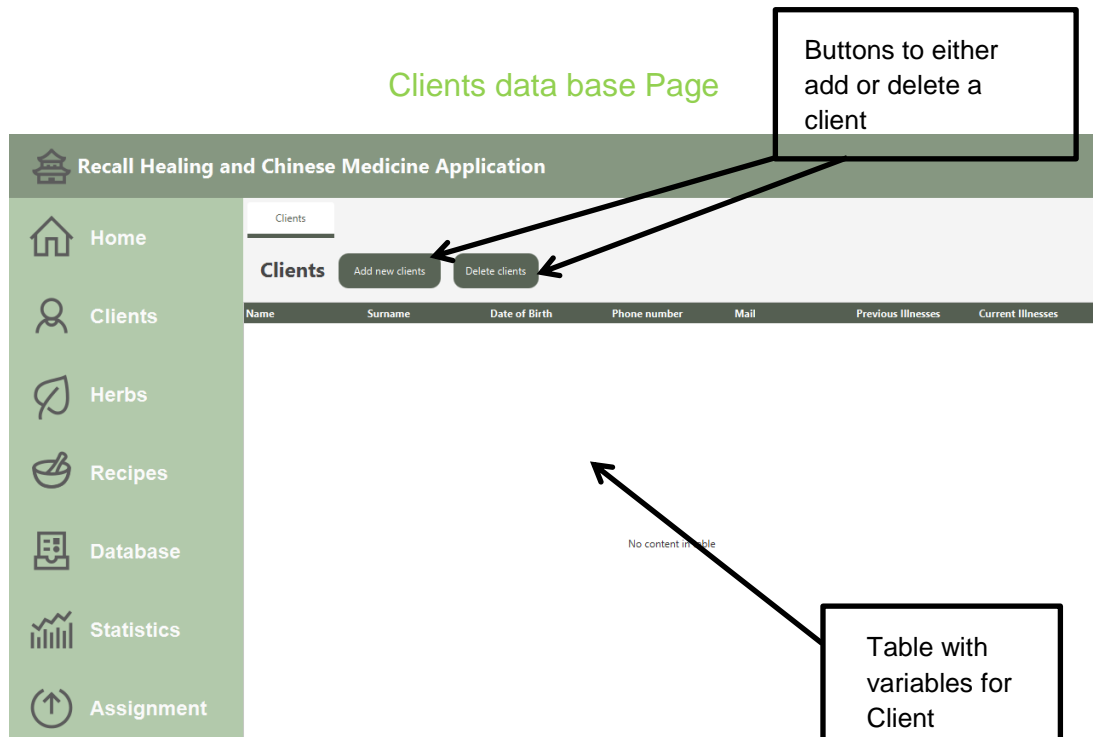 Buttons to either
add or delete a
client
Clients data base Page
Recall Healing and Chinese Medicine Application
Home
Clients
Herbs
Recipes
Database
Statistics
Assignment
Clients
Clients
Add new clients
Delete clients
Name Surname Date of Birth Phone number Mail Previous Illnesses Current Illnesses
No content in table
Table with
variables for
Client